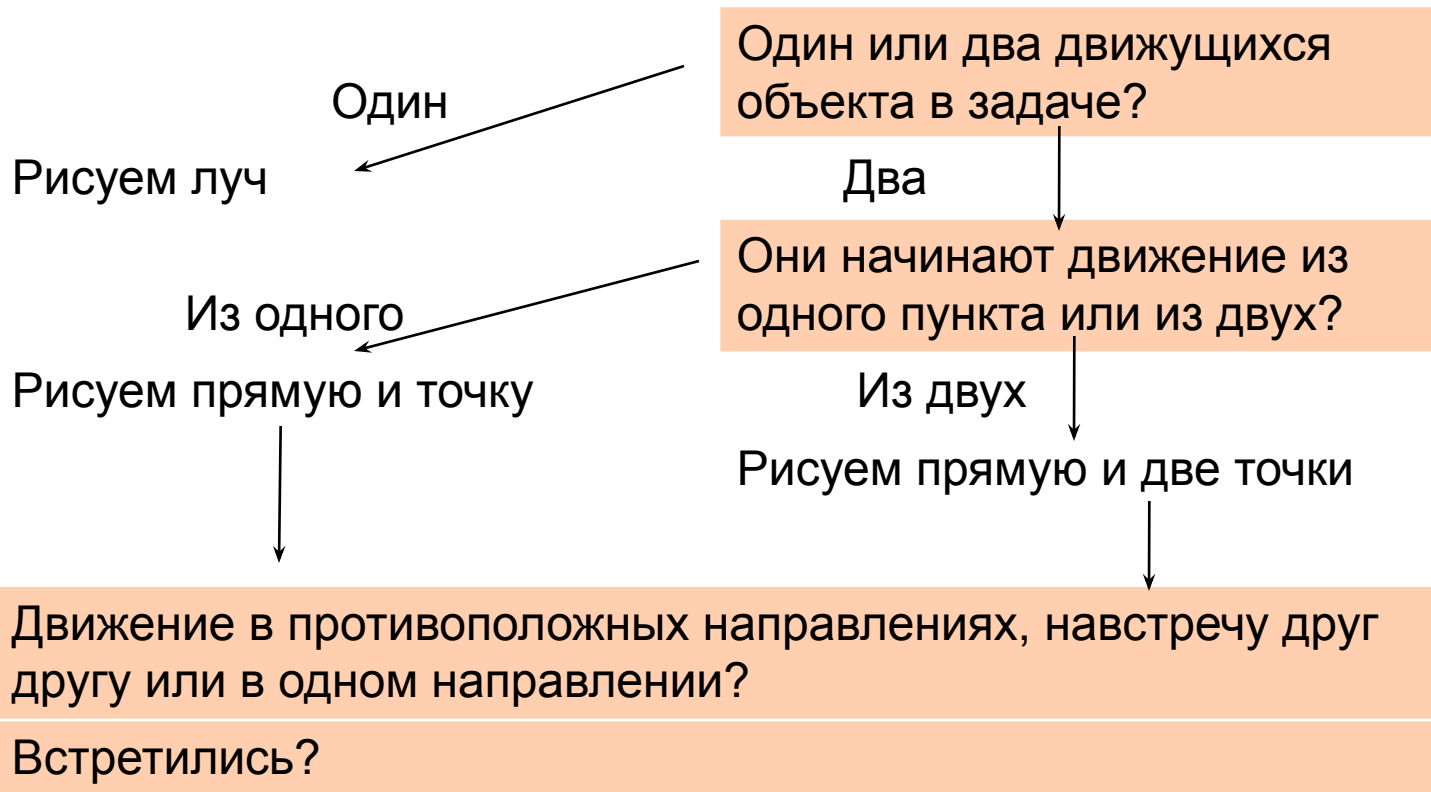 Один или два движущихся
объекта в задаче?
Один
Рисуем луч
Два
Они начинают движение из
одного пункта или из двух?
Из одного
Рисуем прямую и точку
Из двух
Рисуем прямую и две точки
Движение в противоположных направлениях, навстречу друг
другу или в одном направлении?
Встретились?